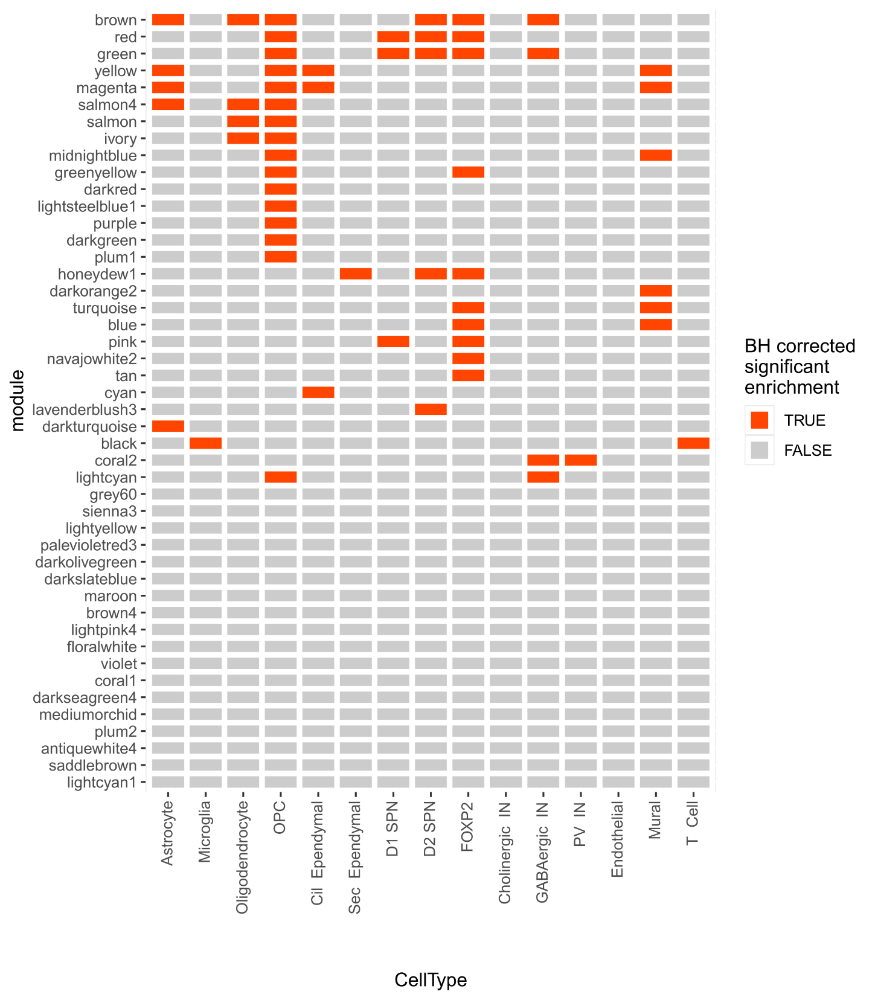 brown
red
green
yellow
magenta
salmon4
salmon
ivory
midnightblue
greenyellow
darkred
lightsteelblue1
purple
darkgreen
plum1
honeydew1
darkorange2
turquoise
blue
pink
navajowhite2
tan
cyan
lavenderblush3
darkturquoise
black
coral2
lightcyan
grey60
sienna3
lightyellow
palevioletred3
darkolivegreen
darkslateblue
maroon
brown4
lightpink4
floralwhite
violet
coral1
darkseagreen4
mediumorchid
plum2
antiquewhite4
saddlebrown
lightcyan1
module
Astrocyte
Microglia
Oligodendrocyte
OPC
Cil Ependymal
Sec Ependymal
D1 SPN
D2 SPN
FOXP2
Cholinergic IN
GABAergic IN
PV IN
Endothelial
Mural
T Cell
CellType
BH corrected
significant
enrichment
TRUE
FALSE